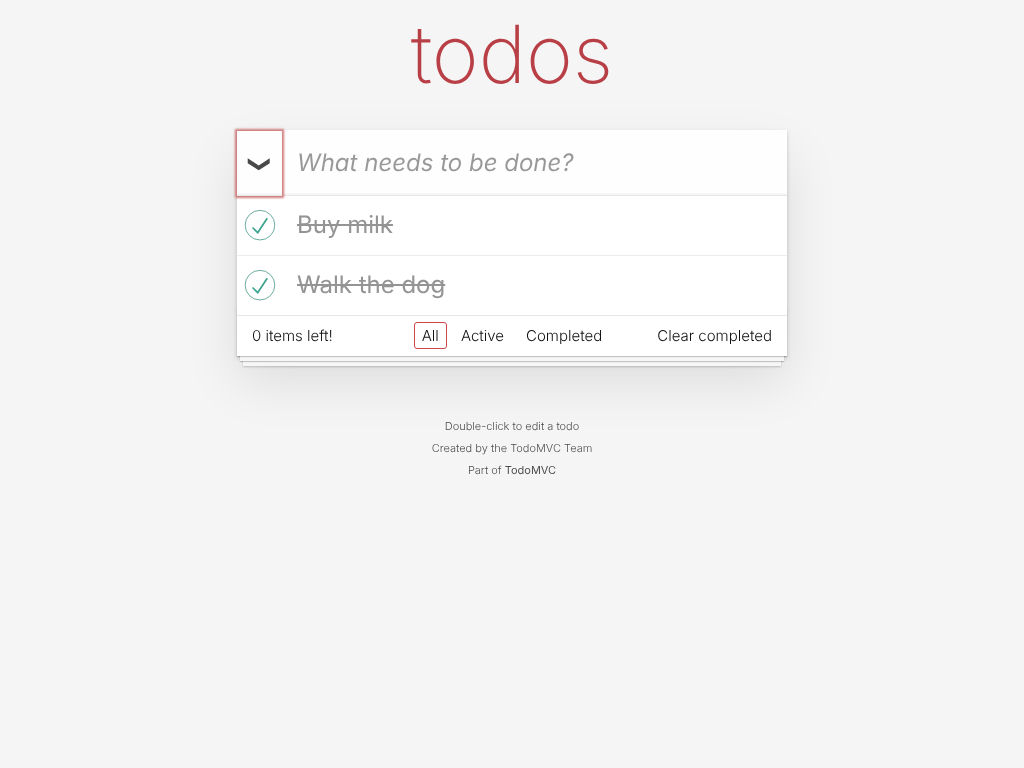 todos
What needs to be done?
Buy milk
Walk the dog
0 items left! All Active Completed Clear completed
Double-click to edit a todo
Created by the TodoMVC Team
Part of TodoMVC